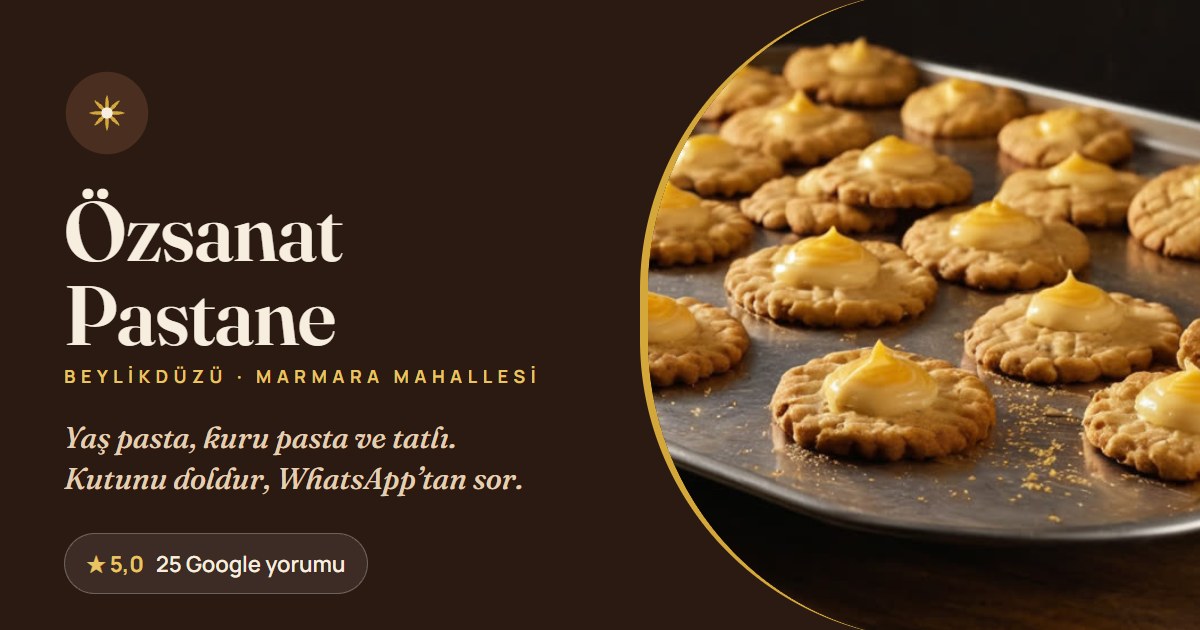 Özsanat
Pastane
BEYLİKDÜZÜ · MARMARA MAHALLESİ
Yaş pasta, kuru pasta ve tatlı.
Kutunu doldur, WhatsApp’tan sor.
★ 5,0 25 Google yorumu